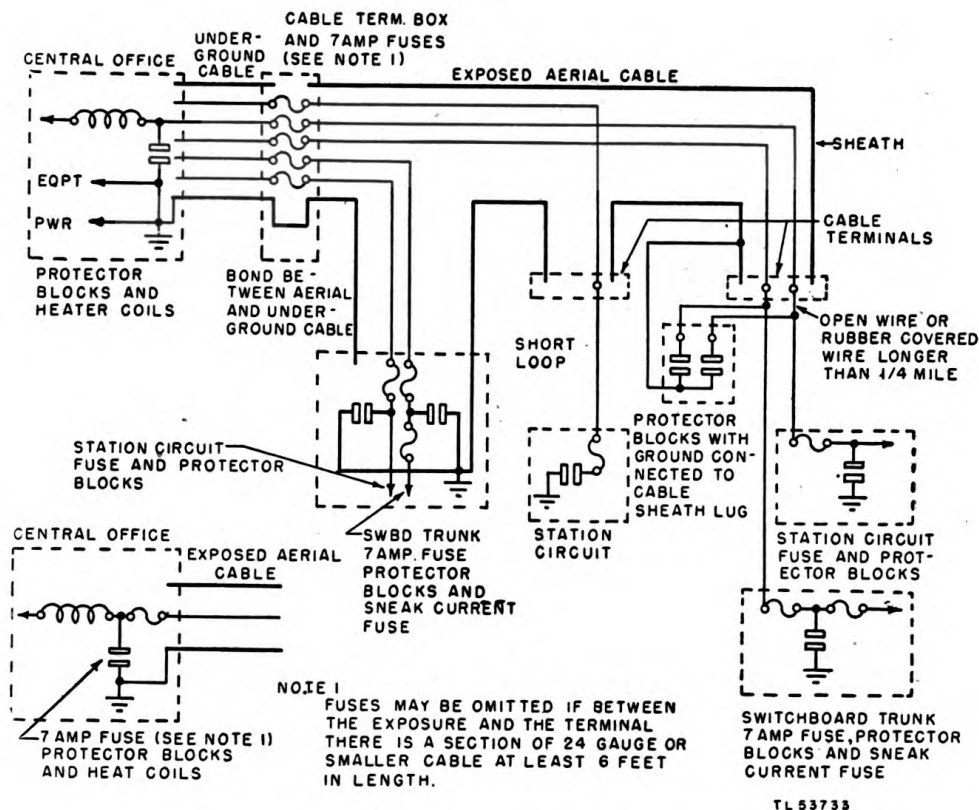 CABLE TERM. BOX
AND 7AMP FUSES
(SEE NOTE 1)
UNDER-
GROUND
CABLE
CENTRAL OFFICE
EXPOSED AERIAL CABLE
SHEATH
EQPT
PWR
CABLE
TERMINALS
PROTECTOR
BLOCKS AND
HEATER COILS
BOND BE-
TWEEN AERIAL
AND UNDER-
GROUND CABLE
SHORT
LOOP
OPEN WIRE OR
RUBBER COVERED
WIRE LONGER
THAN 1/4 MILE
PROTECTOR
BLOCKS WITH
GROUND CON-
NECTED TO
CABLE
SHEATH LUG
STATION CIRCUIT
FUSE AND PROTECTOR
BLOCKS
STATION
CIRCUIT
STATION CIRCUIT
FUSE AND PROT-
ECTOR BLOCKS
SWBD TRUNK
7AMP. FUSE
PROTECTOR
BLOCKS AND
SNEAK CURRENT
FUSE
CENTRAL OFFICE
EXPOSED AERIAL
CABLE
7 AMP FUSE (SEE NOTE 1)
PROTECTOR BLOCKS
AND HEAT COILS
NOTE 1
FUSES MAY BE OMITTED IF BETWEEN
THE EXPOSURE AND THE TERMINAL
THERE IS A SECTION OF 24 GAUGE OR
SMALLER CABLE AT LEAST 6 FEET
IN LENGTH.
SWITCHBOARD TRUNK
7 AMP FUSE, PROTECTOR
BLOCKS AND SNEAK
CURRENT FUSE
TL53733